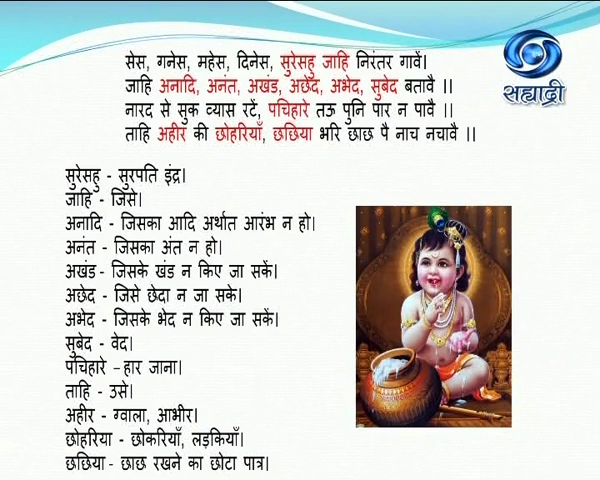 सेस, गनेस, महेस, दिनेस, सुरेसहु जाहि निरंतर गावें।
जाहि अनादि, अनंत, अखंड, अछेद, अभेद, सुबेद बतावै ।।
नारद से सुक व्यास रटें, पचिहारे तऊ पुनि पार न पावै ।।
ताहि अहीर की छोहरियाँ, छछिया भरि छाछ पै नाच नचावै ।।
सह्याद्री
सुरेसहु - सुरपति इंद्र।
जाहि - जिसे।
अनादि - जिसका आदि अर्थात आरंभ न हो।
अनंत - जिसका अंत न हो।
अखंड - जिसके खंड न किए जा सकें।
अछेद - जिसे छेदा न जा सके।
अभेद - जिसके भेद न किए जा सकें।
सुबेद - वेद।
पचिहारे – हार जाना।
ताहि - उसे।
अहीर - ग्वाला, आभीर।
छोहरिया - छोकरियाँ, लड़कियाँ।
छछिया - छाछ रखने का छोटा पात्र।